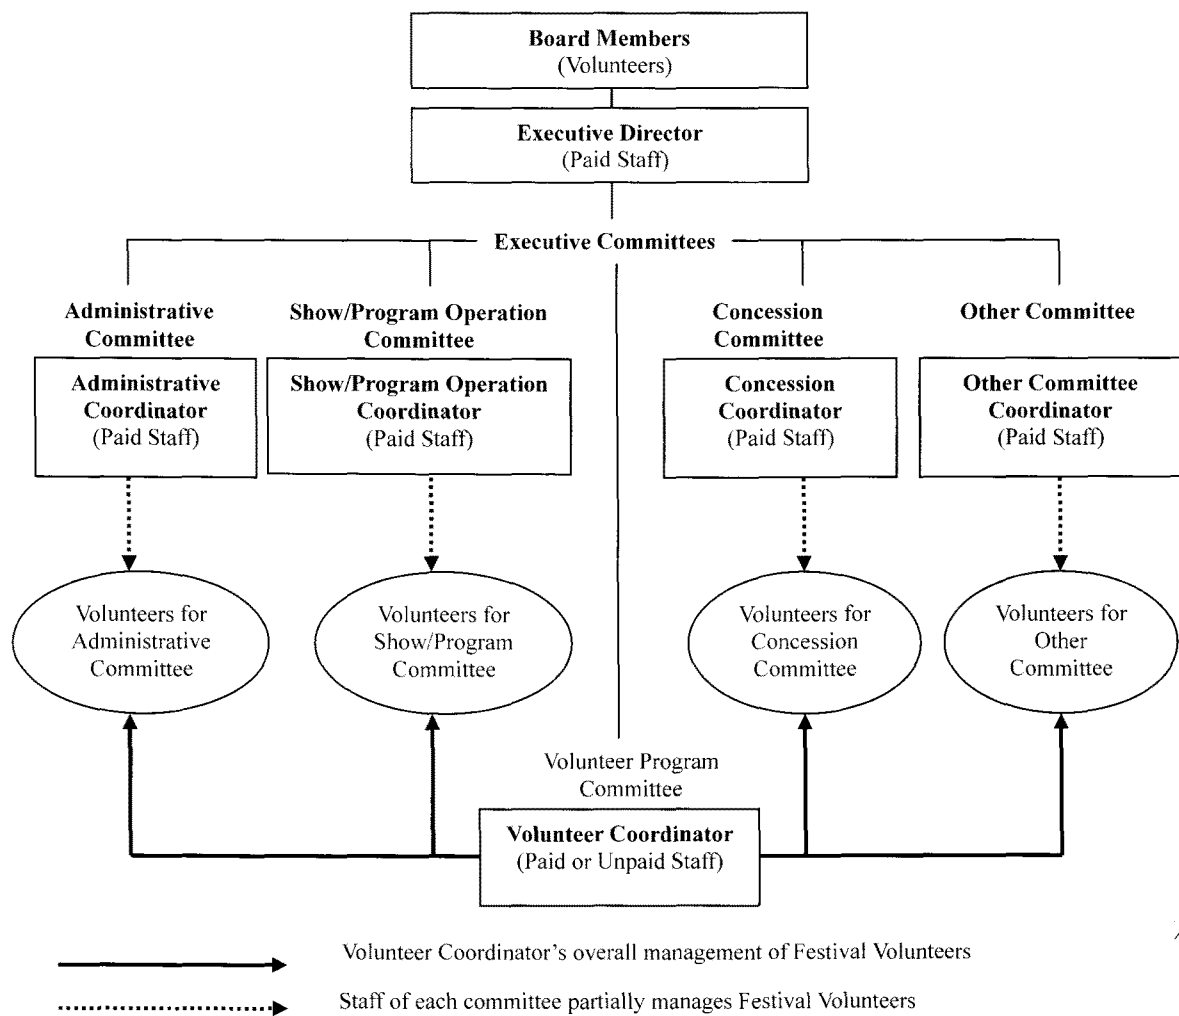 Board Members
(Volunteers)
Executive Director
(Paid Staff)
Executive Committees
Administrative
Committee
Show/Program Operation
Committee
Concession
Committee
Other Committee
Administrative
Coordinator
(Paid Staff)
Show/Program Operation
Coordinator
(Paid Staff)
Concession
Coordinator
(Paid Staff)
Other Committee
Coordinator
(Paid Staff)
Volunteers for
Administrative
Committee
Volunteers for
Show/Program
Committee
Volunteers for
Concession
Committee
Volunteers for
Other
Committee
Volunteer Program
Committee
Volunteer Coordinator
(Paid or Unpaid Staff)
Volunteer Coordinator's overall management of Festival Volunteers
Staff of each committee partially manages Festival Volunteers